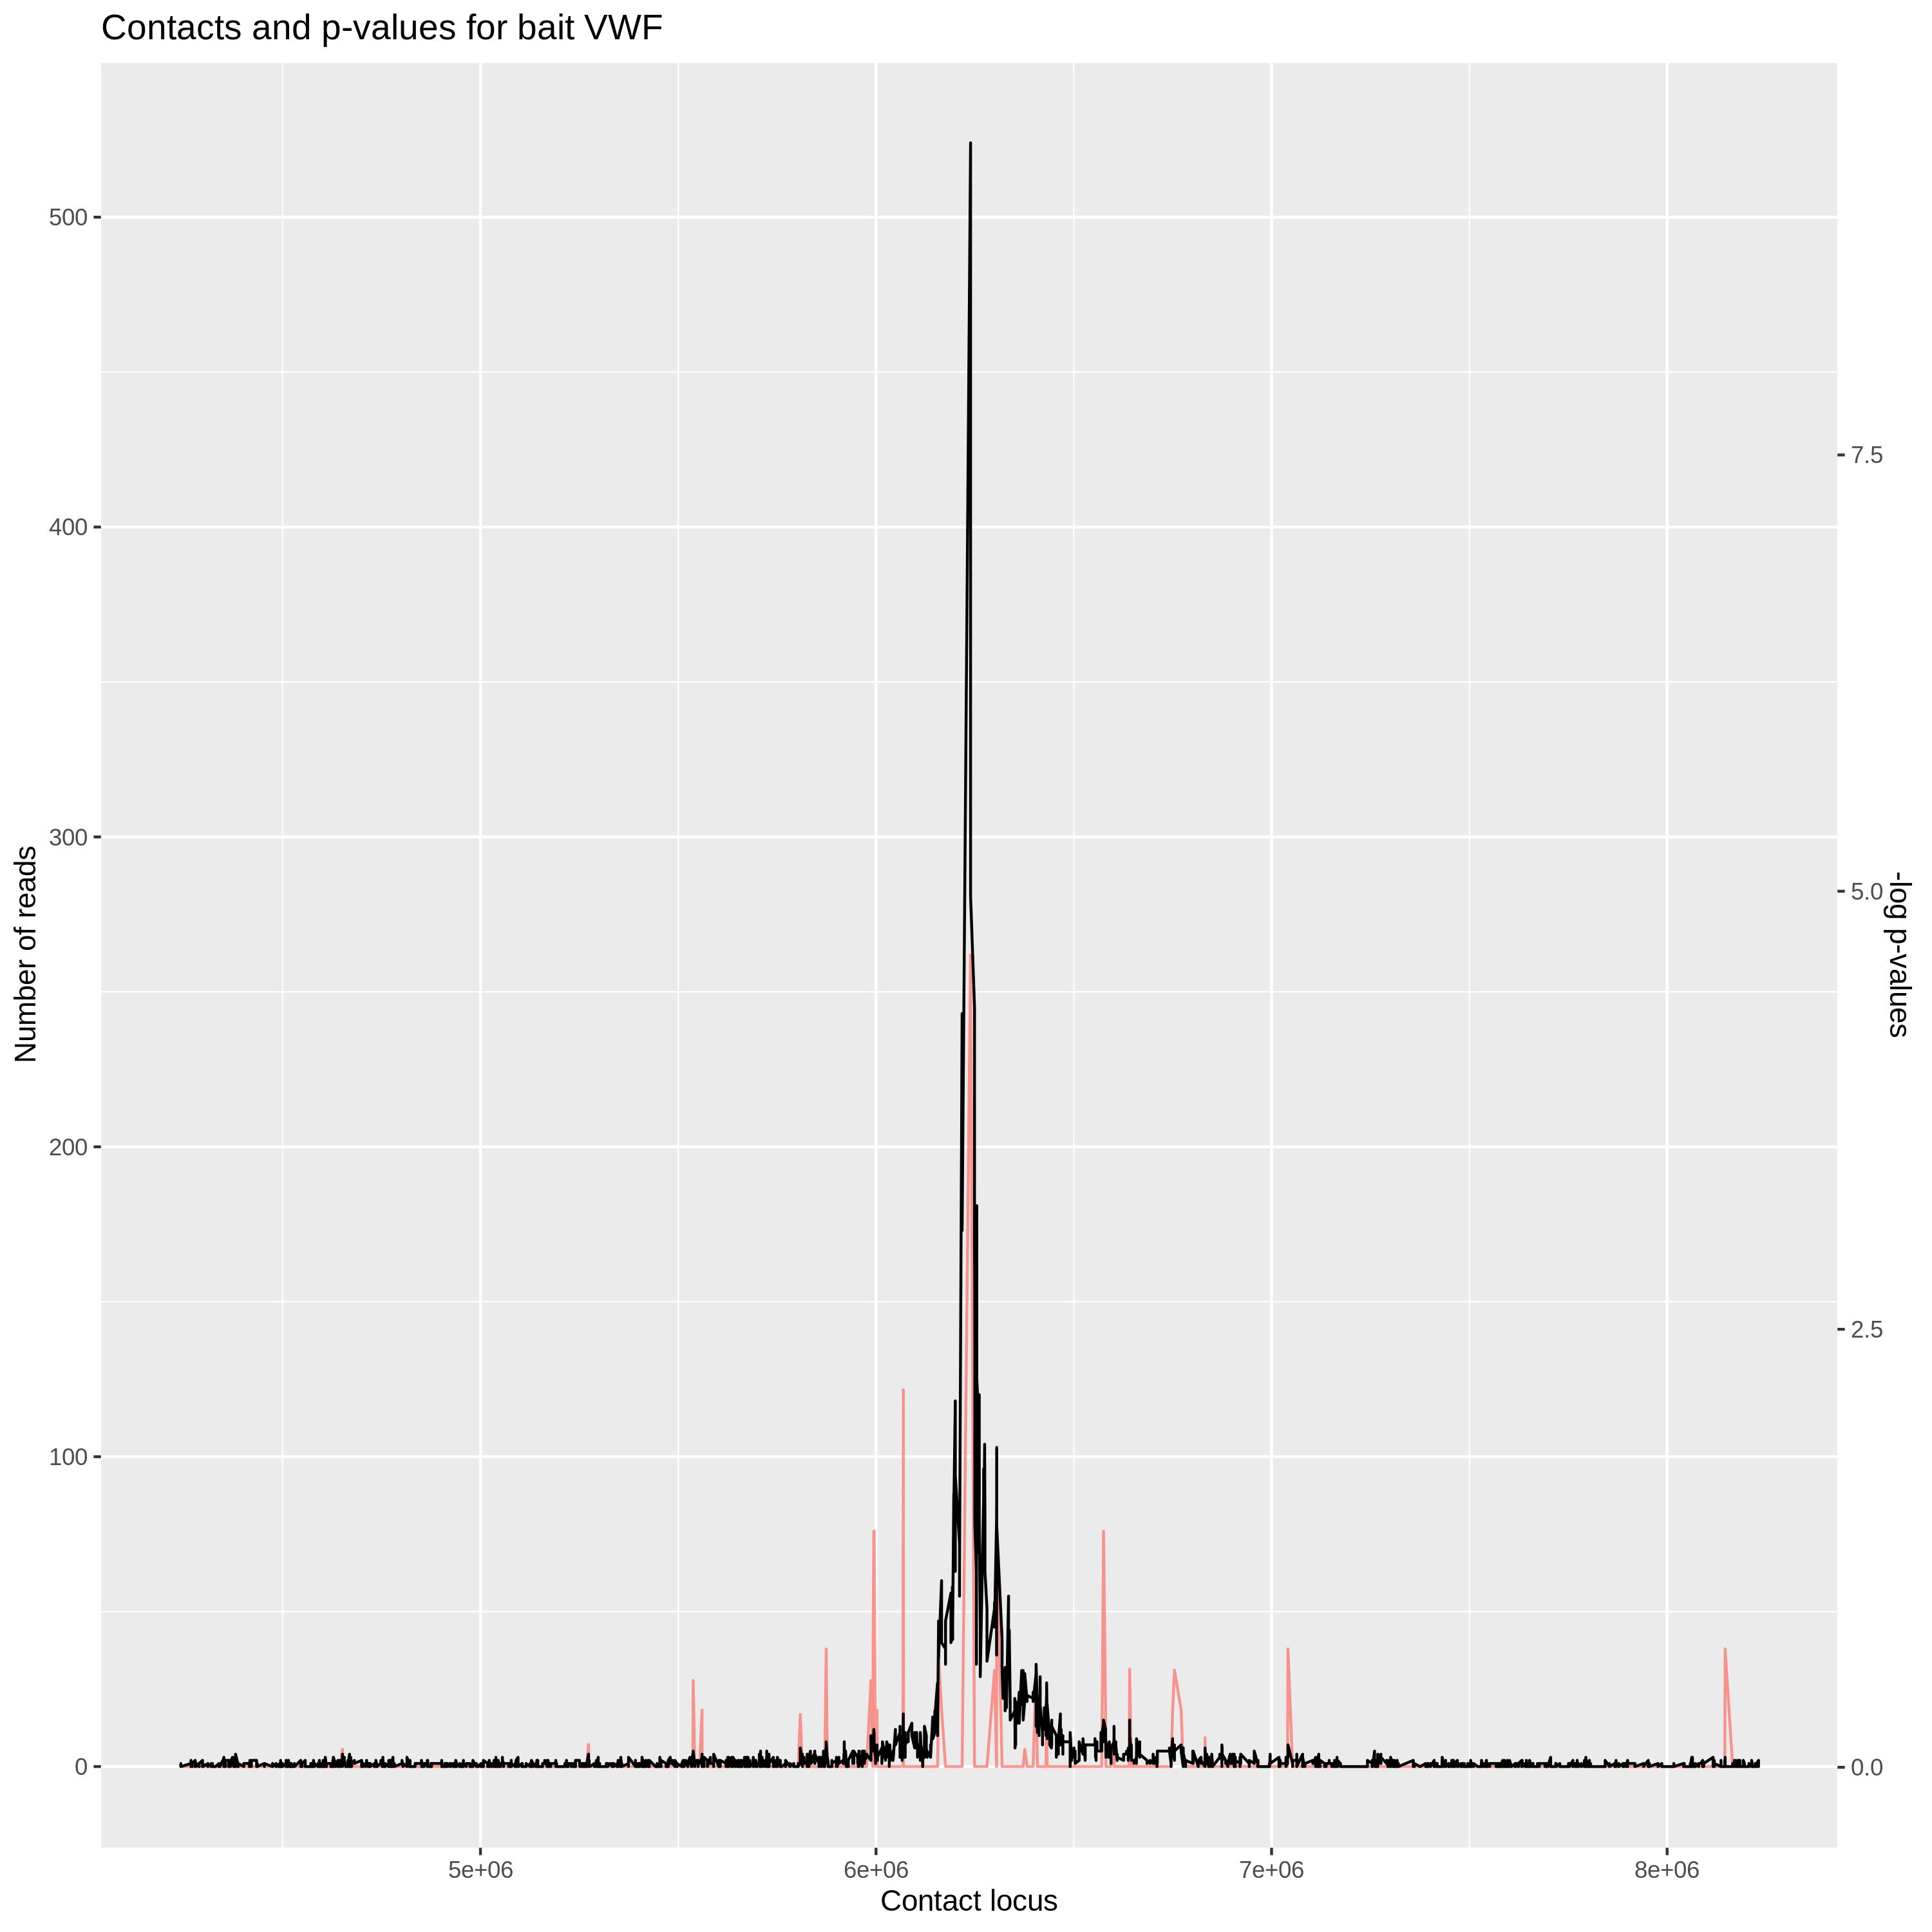 Contacts and p-values for bait VWF
500
400
300
200
100
0
Number of reads
7.5
5.0
2.5
0.0
-log p-values
5e+06
6e+06
7e+06
8e+06
Contact locus